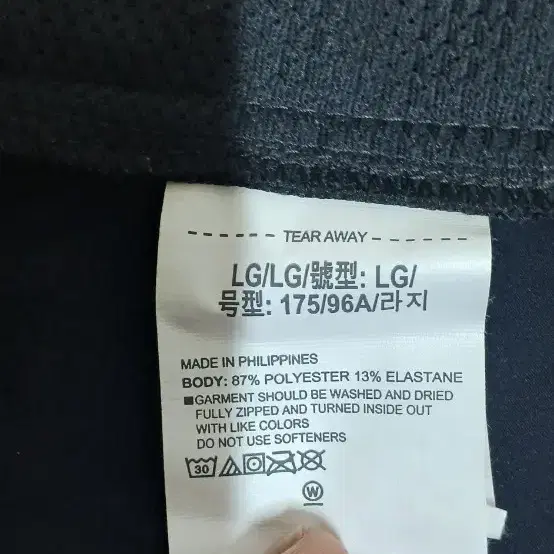 TEAR AWAY
LG/LG/號型: LG/
号型: 175/96A/라지
MADE IN PHILIPPINES
BODY: 87% POLYESTER 13% ELASTANE
■GARMENT SHOULD BE WASHED AND DRIED
FULLY ZIPPED AND TURNED INSIDE OUT
WITH LIKE COLORS
DO NOT USE SOFTENERS
30
W